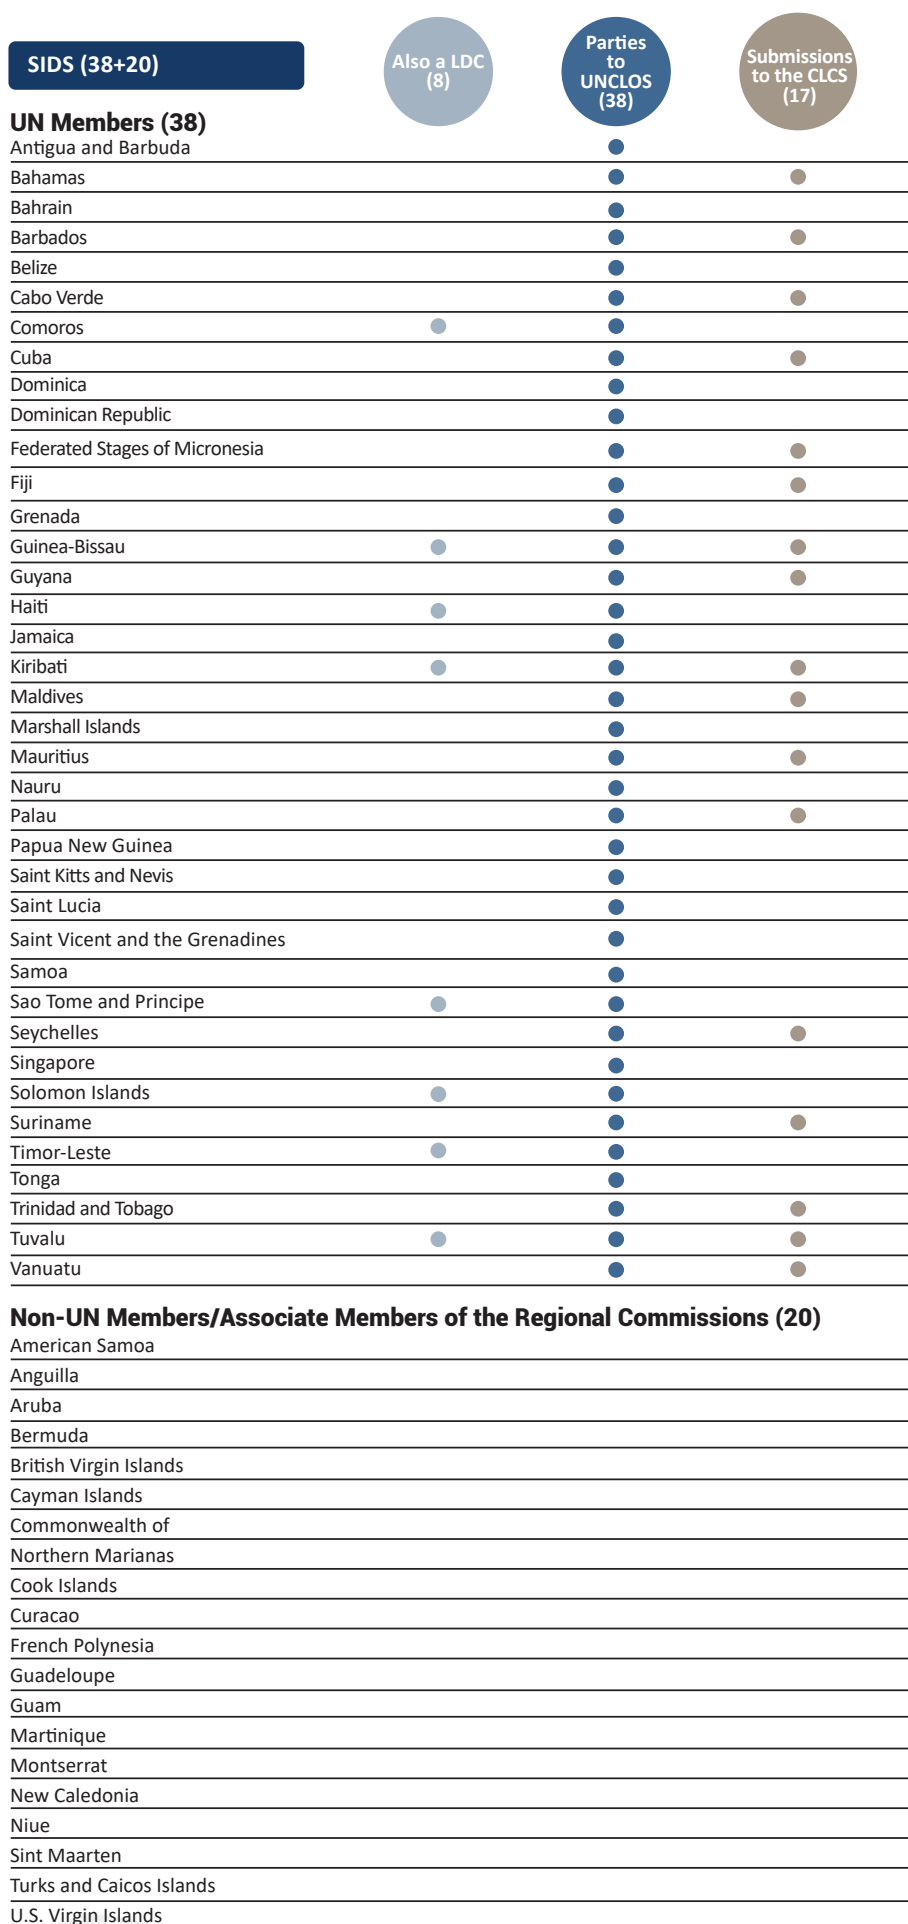 SIDS (38+20)
Also a LDC
(8)
Parties
to
UNCLOS
(38)
Submissions
to the CLCS
(17)
UN Members (38)
Antigua and Barbuda
Bahamas
Bahrain
Barbados
Belize
Cabo Verde
Comoros
Cuba
Dominica
Dominican Republic
Federated Stages of Micronesia
Fiji
Grenada
Guinea-Bissau
Guyana
Haiti
Jamaica
Kiribati
Maldives
Marshall Islands
Mauritius
Nauru
Palau
Papua New Guinea
Saint Kitts and Nevis
Saint Lucia
Saint Vicent and the Grenadines
Samoa
Sao Tome and Principe
Seychelles
Singapore
Solomon Islands
Suriname
Timor-Leste
Tonga
Trinidad and Tobago
Tuvalu
Vanuatu
Non-UN Members/Associate Members of the Regional Commissions (20)
American Samoa
Anguilla
Aruba
Bermuda
British Virgin Islands
Cayman Islands
Commonwealth of
Northern Marianas
Cook Islands
Curacao
French Polynesia
Guadeloupe
Guam
Martinique
Montserrat
New Caledonia
Niue
Sint Maarten
Turks and Caicos Islands
U.S. Virgin Islands